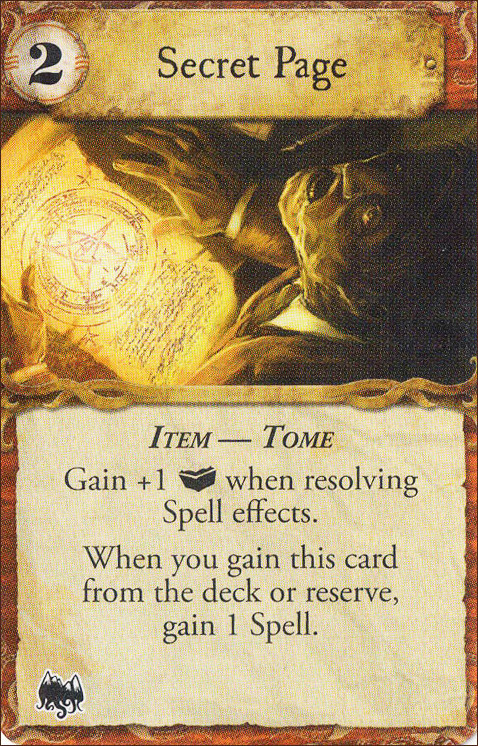 2
Secret Page
ITEM — TOME
Gain +1 when resolving
Spell effects.
When you gain this card
from the deck or reserve,
gain 1 Spell.